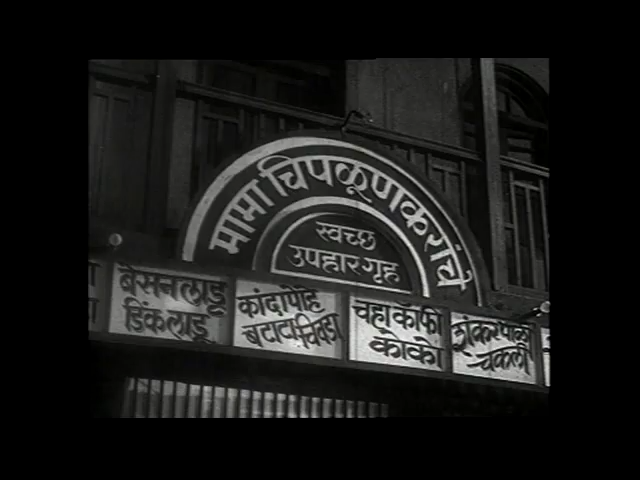 मामा चिपळूणकरांचे
स्वच्छ
उपहारगृह
बेसनलाडू
डिंकलाडू
कांदापोहे
बटाटाचिवडा
चहाकॉफी
कोको
शंकरपाळी
चकली